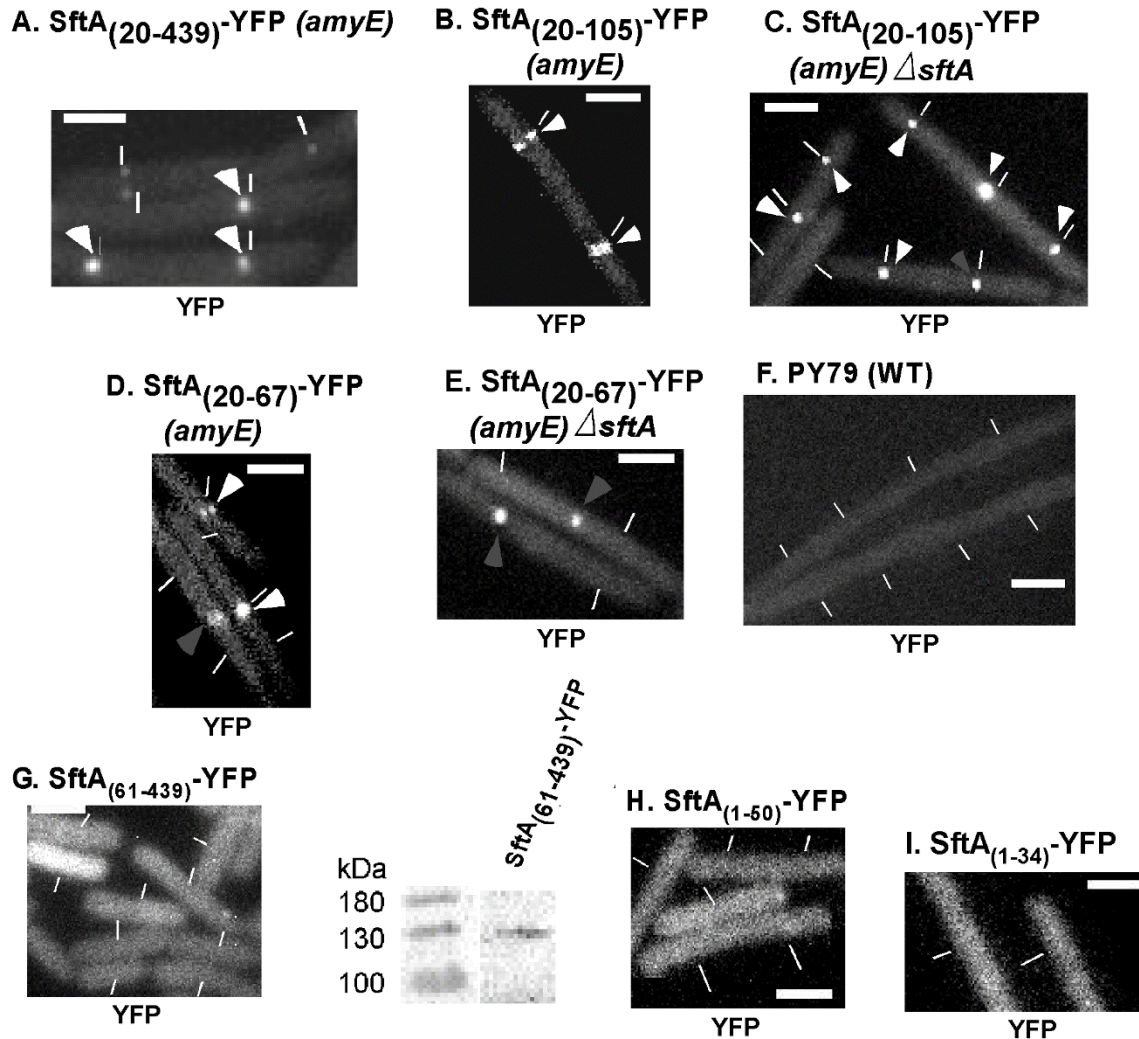 A. SftA(20-439)-YFP (amyE)
B. SftA(20-105)-YFP
(amyE)
C. SftA(20-105)-YFP
(amyE) △sftA
YFP
YFP
YFP
D. SftA(20-67)-YFP
(amyE)
E. SftA(20-67)-YFP
(amyE) △sftA
F. PY79 (WT)
YFP
YFP
YFP
G. SftA(61-439)-YFP
YFP
SftA(61-439)-YFP
kDa
180
130
100
H. SftA(1-50)-YFP
YFP
I. SftA(1-34)-YFP
YFP